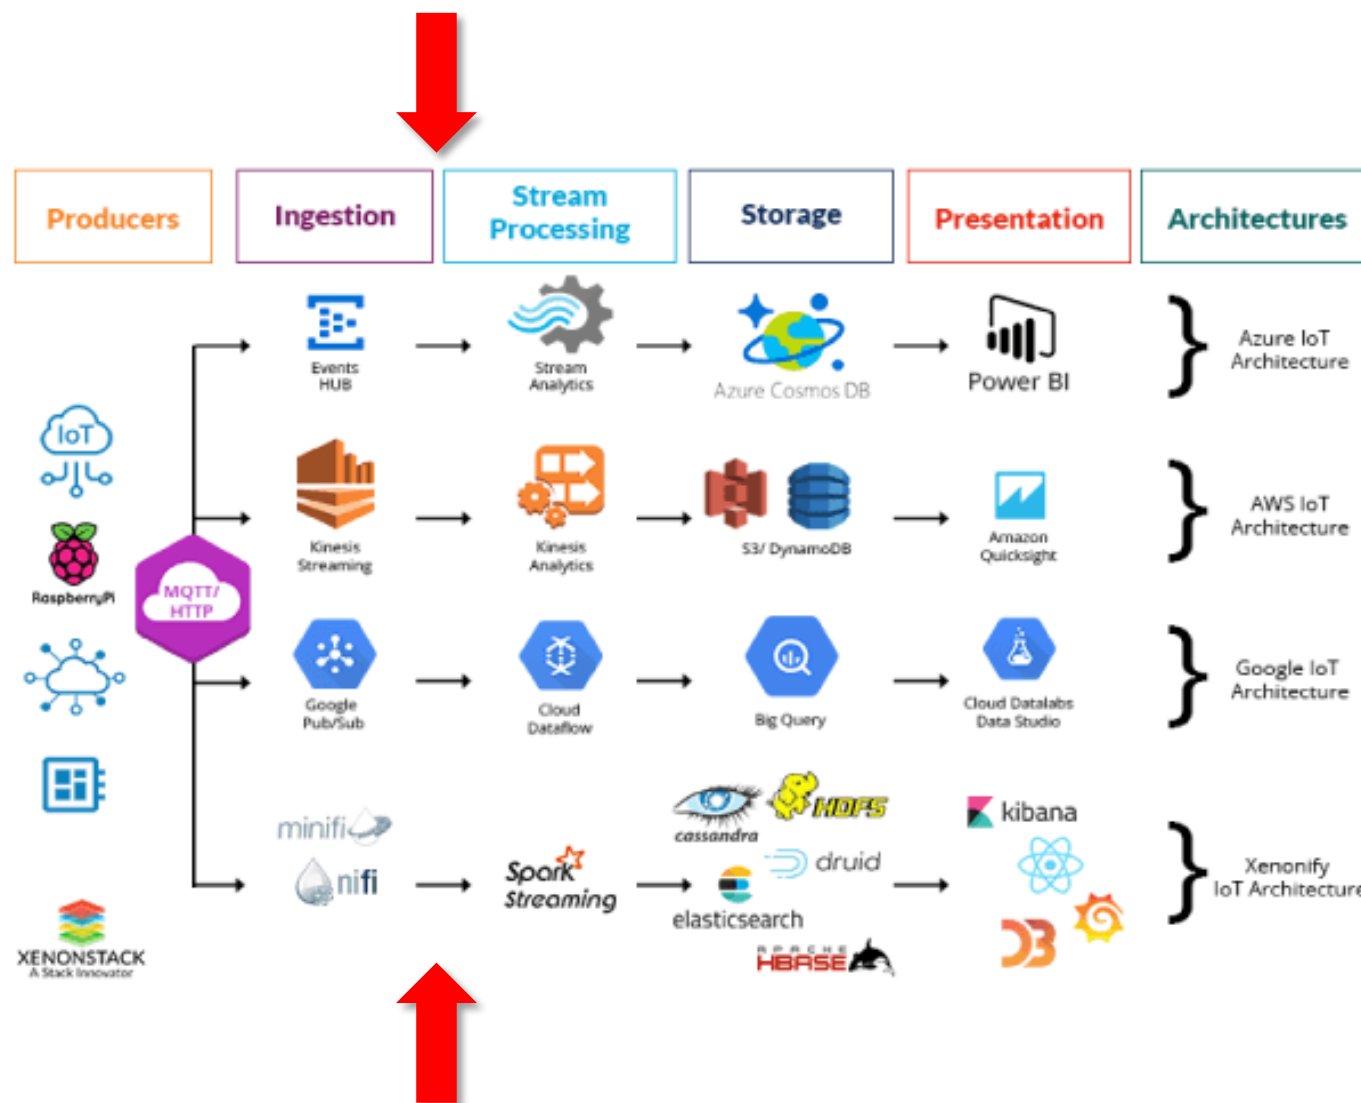 Producers
Ingestion
Stream
Processing
Storage
Presentation
Architectures
Events
HUB
Stream
Analytics
Azure Cosmos DB
Power BI
Azure IoT
Architecture
IoT
Kinesis
Streaming
Kinesis
Analytics
S3/ DynamoDB
Amazon
Quicksight
AWS IoT
Architecture
RaspberryPi
MQTT/
HTTP
Google
Pub/Sub
Cloud
Dataflow
Big Query
Cloud Datalabs
Data Studio
Google IoT
Architecture
minifi
nifi
Spark
Streaming
cassandra
HDFS
druid
elasticsearch
APACHE
HBASE
kibana
D3
Xenonify
IoT Architecture
XENONSTACK
A Stack Innovator